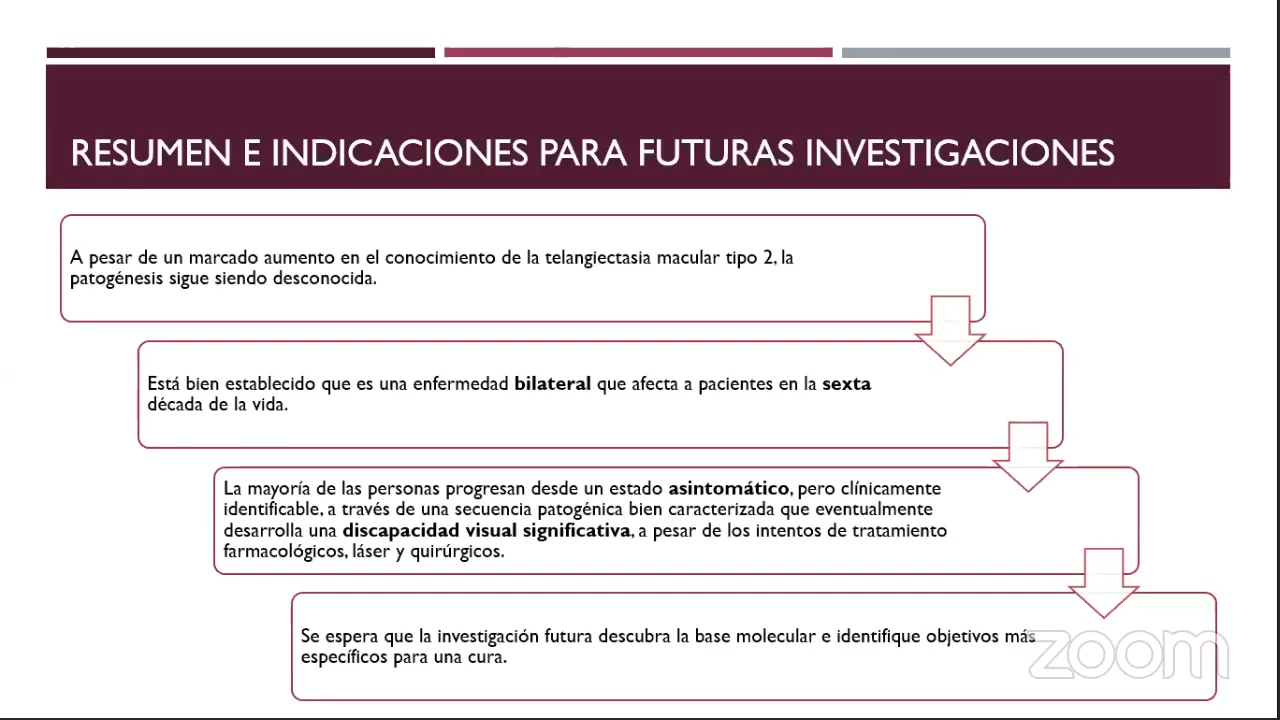 RESUMEN E INDICACIONES PARA FUTURAS INVESTIGACIONES
A pesar de un marcado aumento en el conocimiento de la telangiectasia macular tipo 2, la
patogénesis sigue siendo desconocida.
Está bien establecido que es una enfermedad bilateral que afecta a pacientes en la sexta
década de la vida.
La mayoría de las personas progresan desde un estado asintomático, pero clínicamente
identificable, a través de una secuencia patogénica bien caracterizada que eventualmente
desarrolla una discapacidad visual significativa, a pesar de los intentos de tratamiento
farmacológicos, láser y quirúrgicos.
Se espera que la investigación futura descubra la base molecular e identifique objetivos más
específicos para una cura.
zoom